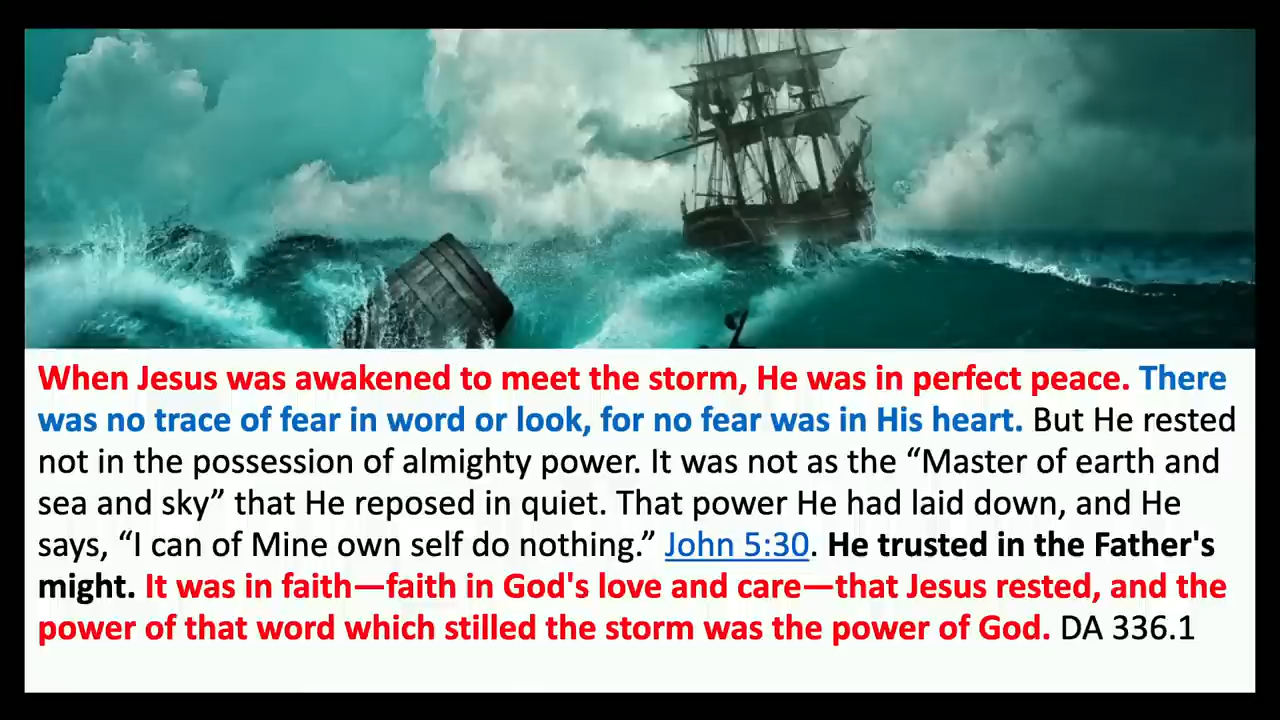 When Jesus was awakened to meet the storm, He was in perfect peace. There
was no trace of fear in word or look, for no fear was in His heart. But He rested
not in the possession of almighty power. It was not as the “Master of earth and
sea and sky” that He reposed in quiet. That power He had laid down, and He
says, “I can of Mine own self do nothing.” John 5:30. He trusted in the Father's
might. It was in faith—faith in God's love and care—that Jesus rested, and the
power of that word which stilled the storm was the power of God. DA 336.1